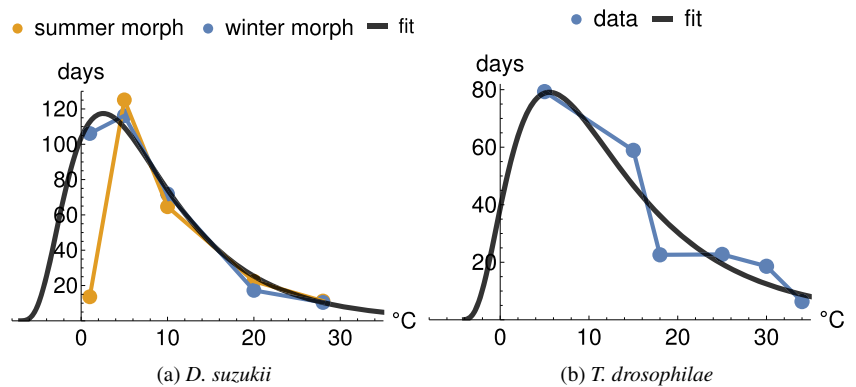 summer morph winter morph fit
days
120
100
80
60
40
20
0 10 20 30
°C
(a) D. suzukii
data fit
days
80
60
40
20
0 10 20 30
°C
(b) T. drosophilae